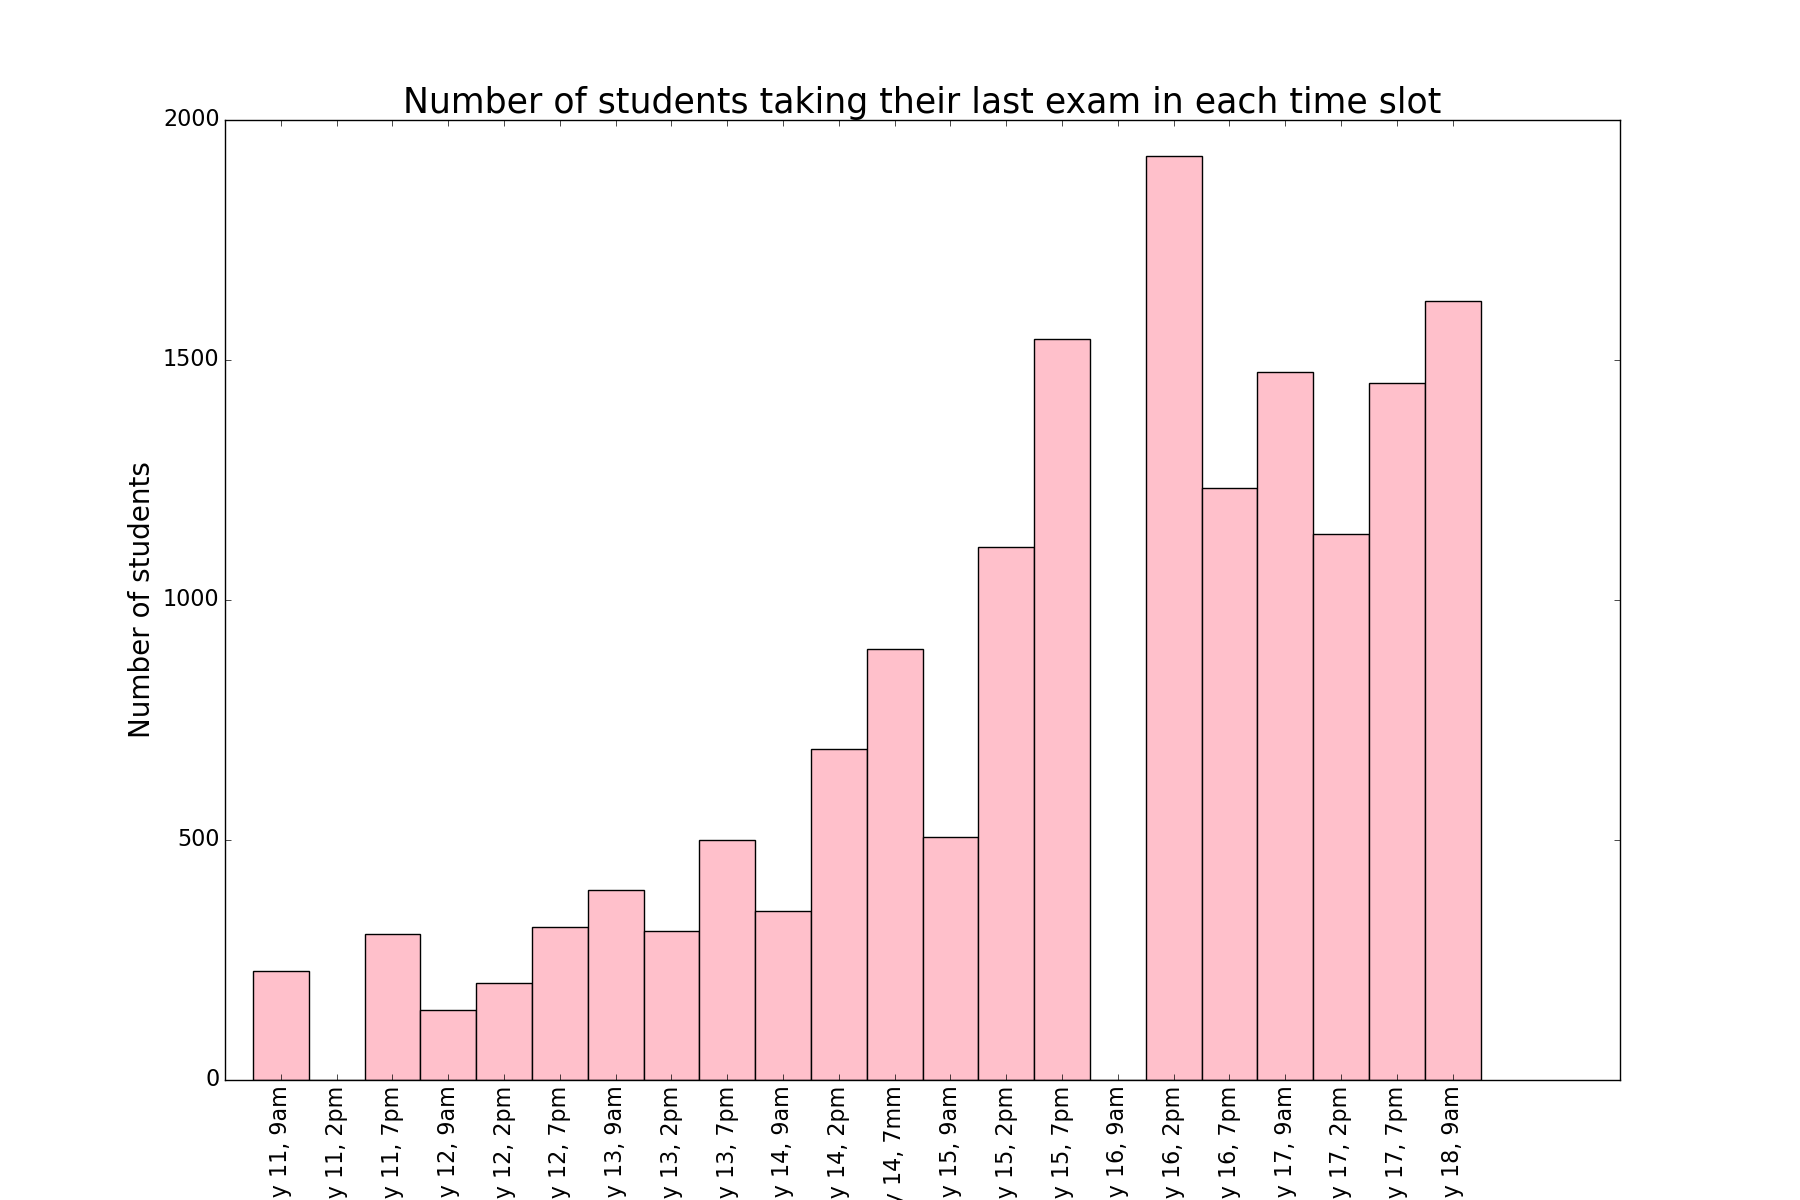 Number of students taking their last exam in each time slot
Number of students
2000
1500
1000
500
0
y 11, 9am
y 11, 2pm
y 11, 7pm
y 12, 9am
y 12, 2pm
y 12, 7pm
y 13, 9am
y 13, 2pm
y 13, 7pm
y 14, 9am
y 14, 2pm
y 14, 7mm
y 15, 9am
y 15, 2pm
y 15, 7pm
y 16, 9am
y 16, 2pm
y 16, 7pm
y 17, 9am
y 17, 2pm
y 17, 7pm
y 18, 9am